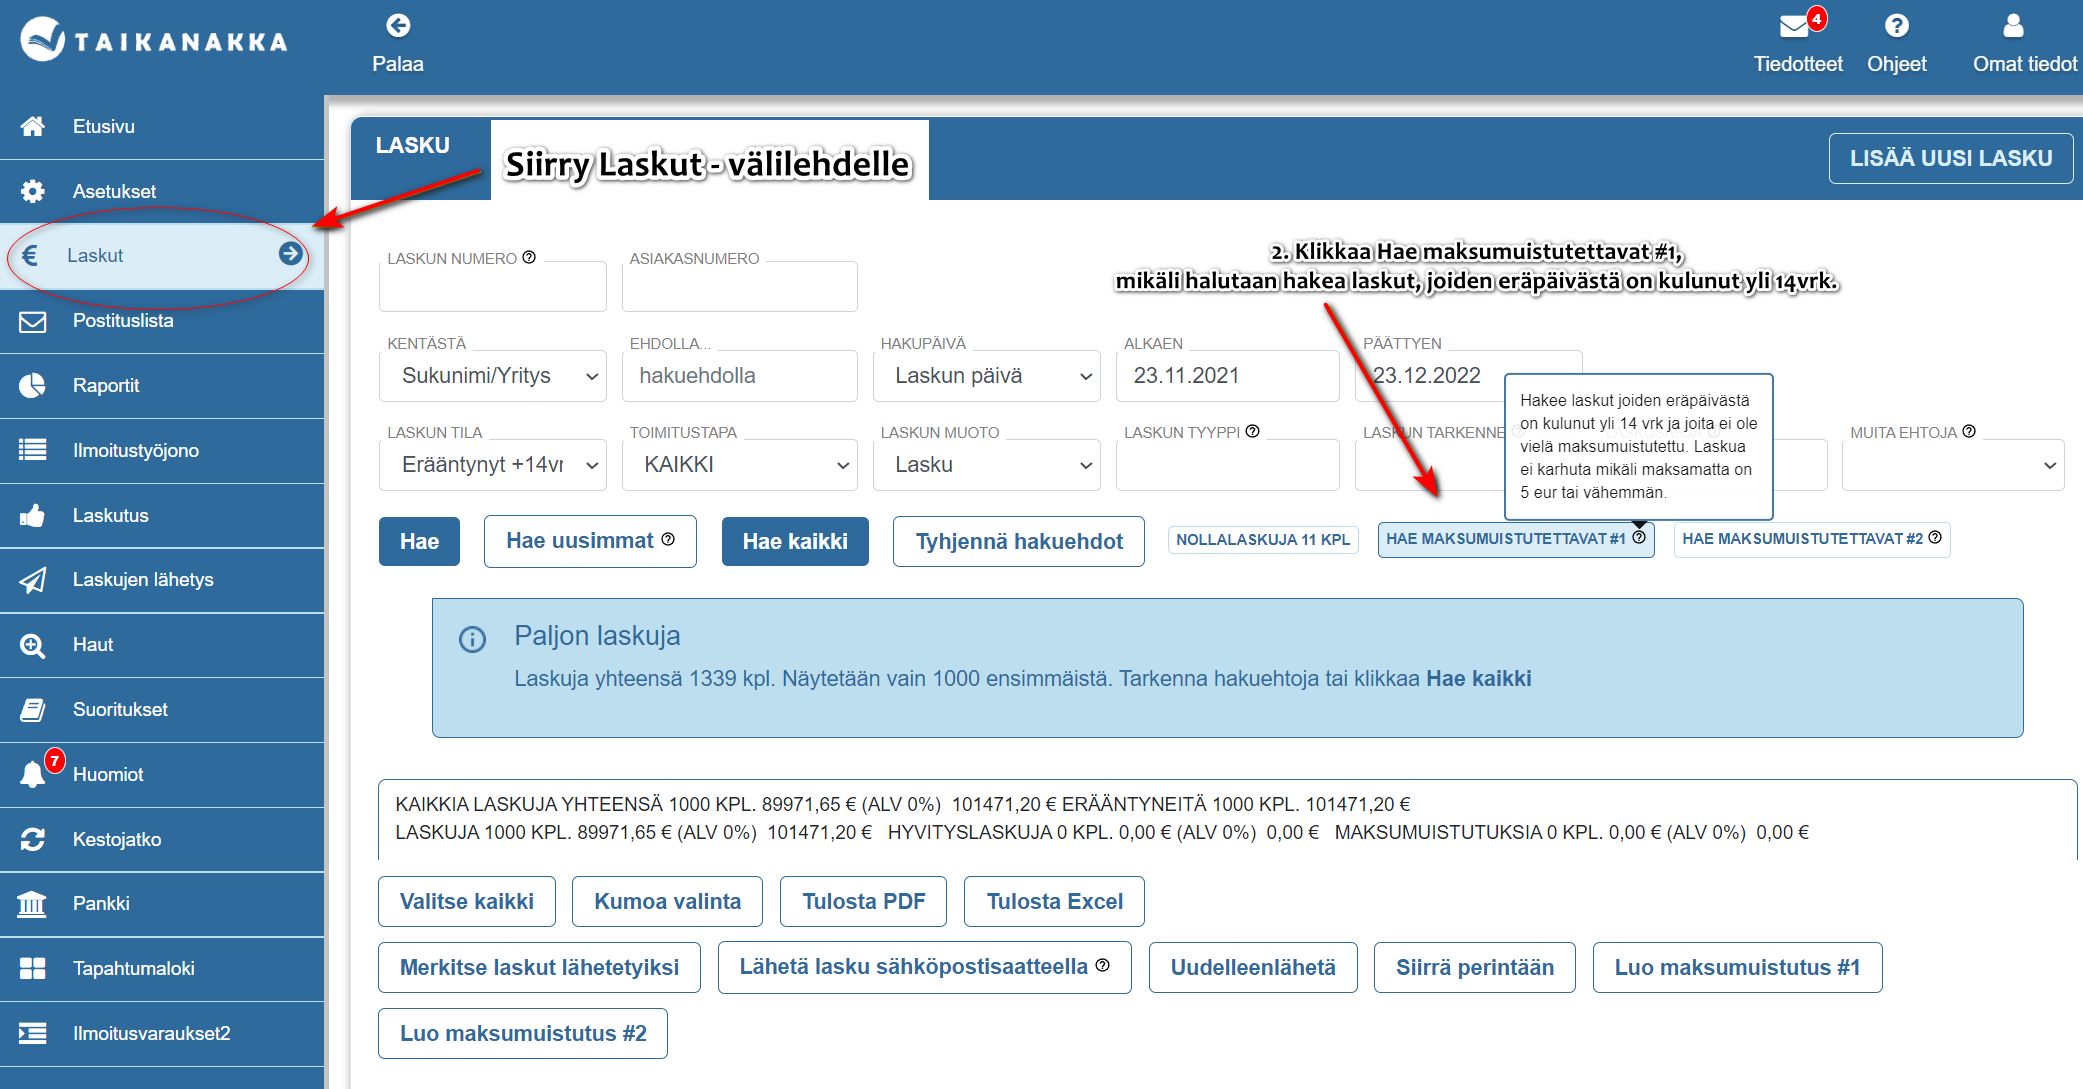 TAIKANAKKA
Palaa
4
Tiedotteet
Ohjeet
Omat tiedot
Etusivu
Asetukset
Laskut
Postituslista
Raportit
Ilmoitustyöjono
Laskutus
Laskujen lähetys
Haut
Suoritukset
7
Huomiot
Kestojatko
Pankki
Tapahtumaloki
Ilmoitusvaraukset2
LASKU
Siirry Laskut - välilehdelle
LISÄÄ UUSI LASKU
2. Klikkaa Hae maksumuistutettavat #1,
mikäli halutaan hakea laskut, joiden eräpäivästä on kulunut yli 14vrk.
LASKUN NUMERO
ASIAKASNUMERO
KENTÄSTÄ
EHDOLLA...
HAKUPÄIVÄ
ALKAEN
PÄÄTTYEN
Sukunimi/Yritys
hakuehdolla
Laskun päivä
23.11.2021
23.12.2022
Hakee laskut joiden eräpäivästä
on kulunut yli 14 vrk ja joita ei ole
vielä maksumuistutettu. Laskua
ei karhuta mikäli maksamatta on
5 eur tai vähemmän.
LASKUN TILA
TOIMITUSTAPA
LASKUN MUOTO
LASKUN TYYPPI
LASKUN TARKENNE
MUITA EHTOJA
Erääntynyt +14vr
KAIKKI
Lasku
Hae
Hae uusimmat
Hae kaikki
Tyhjennä hakuehdot
NOLLALASKUJA 11 KPL
HAE MAKSUMUISTUTETTAVAT #1
HAE MAKSUMUISTUTETTAVAT #2
Paljon laskuja
Laskuja yhteensä 1339 kpl. Näytetään vain 1000 ensimmäistä. Tarkenna hakuehtoja tai klikkaa Hae kaikki
KAIKKIA LASKUJA YHTEENSÄ 1000 KPL. 89971,65 € (ALV 0%) 101471,20 € ERÄÄNTYNEITÄ 1000 KPL. 101471,20 €
LASKUJA 1000 KPL. 89971,65 € (ALV 0%) 101471,20 € HYVITYSLASKUJA 0 KPL. 0,00 € (ALV 0%) 0,00 € MAKSUMUISTUTUKSIA 0 KPL. 0,00 € (ALV 0%) 0,00 €
Valitse kaikki
Kumoa valinta
Tulosta PDF
Tulosta Excel
Merkitse laskut lähetetyiksi
Lähetä lasku sähköpostisaatteella
Uudelleenlähetä
Siirrä perintään
Luo maksumuistutus #1
Luo maksumuistutus #2